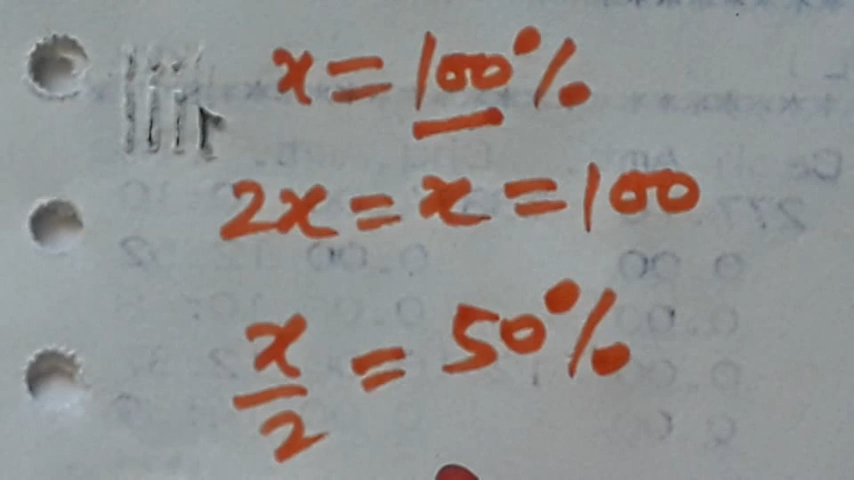 x = 100%
2x = x = 100
x/2 = 50%